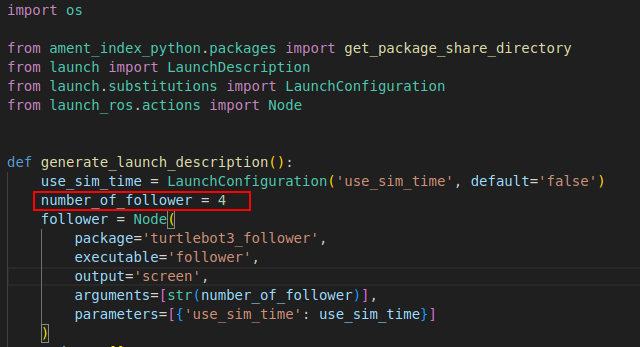 import os
from ament_index_python.packages import get_package_share_directory
from launch import LaunchDescription
from launch.substitutions import LaunchConfiguration
from launch_ros.actions import Node
def generate_launch_description():
    use_sim_time = LaunchConfiguration('use_sim_time', default='false')
    number_of_follower = 4
    follower = Node(
        package='turtlebot3_follower',
        executable='follower',
        output='screen',
        arguments=[str(number_of_follower)],
        parameters=[{'use_sim_time': use_sim_time}]
    )